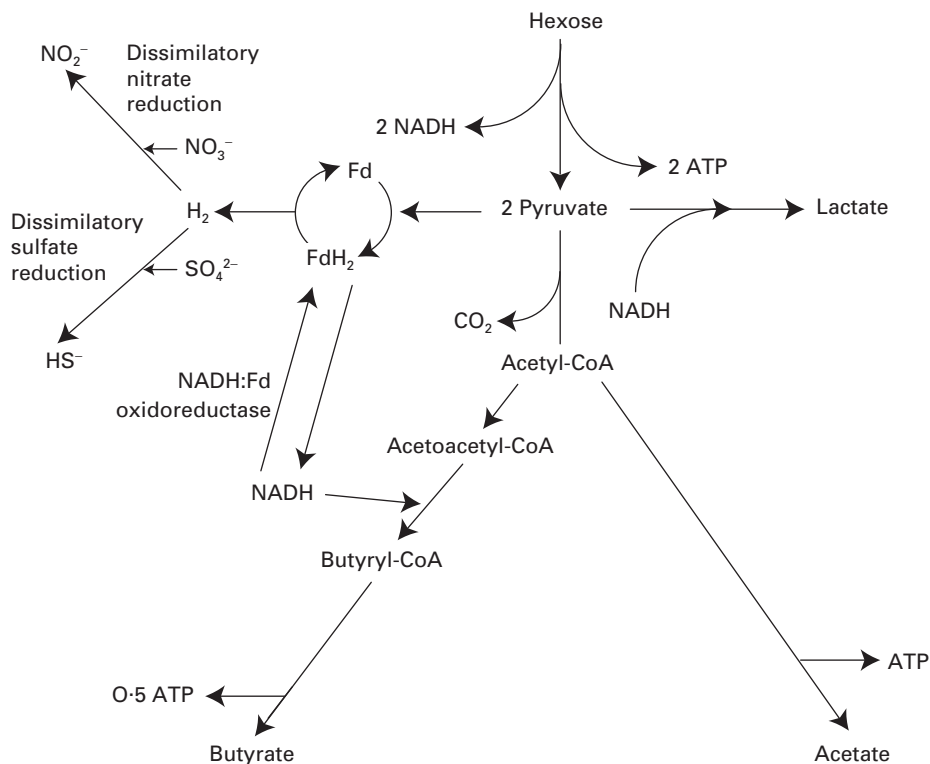 Hexose
NO₂⁻
Dissimilatory
nitrate
reduction
2 NADH
NO₃⁻
Fd
2 ATP
Dissimilatory
sulfate
reduction
H₂
2 Pyruvate
Lactate
FdH₂
SO₄²⁻
NADH
CO₂
HS⁻
Acetyl-CoA
NADH:Fd
oxidoreductase
Acetoacetyl-CoA
NADH
Butyryl-CoA
ATP
O·5 ATP
Butyrate
Acetate